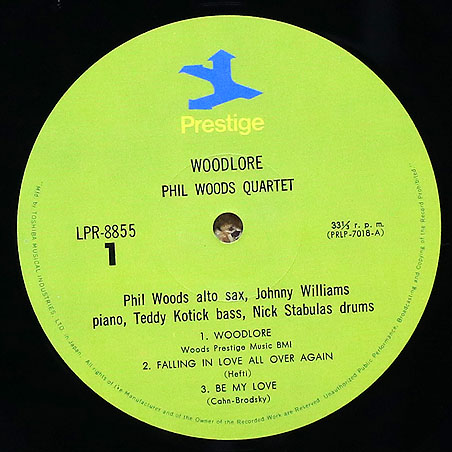 Prestige
WOODLORE
PHIL WOODS QUARTET
LPR-8855
1
33⅓ r. p. m.
(PRLP-7018-A)
Phil Woods alto sax, Johnny Williams
piano, Teddy Kotick bass, Nick Stabulas drums
1. WOODLORE
Woods Prestige Music BMI
2. FALLING IN LOVE ALL OVER AGAIN
(Hefti)
3. BE MY LOVE
(Cahn-Brodsky)
Mfd by TOSHIBA MUSICAL INDUSTRIES, LTD. in Japan. All rights of the Manufacturer and of the Owner of the Recorded Work are Reserved. Unauthorized Public Performance, Broadcasting and Copying of the Record Prohibited.